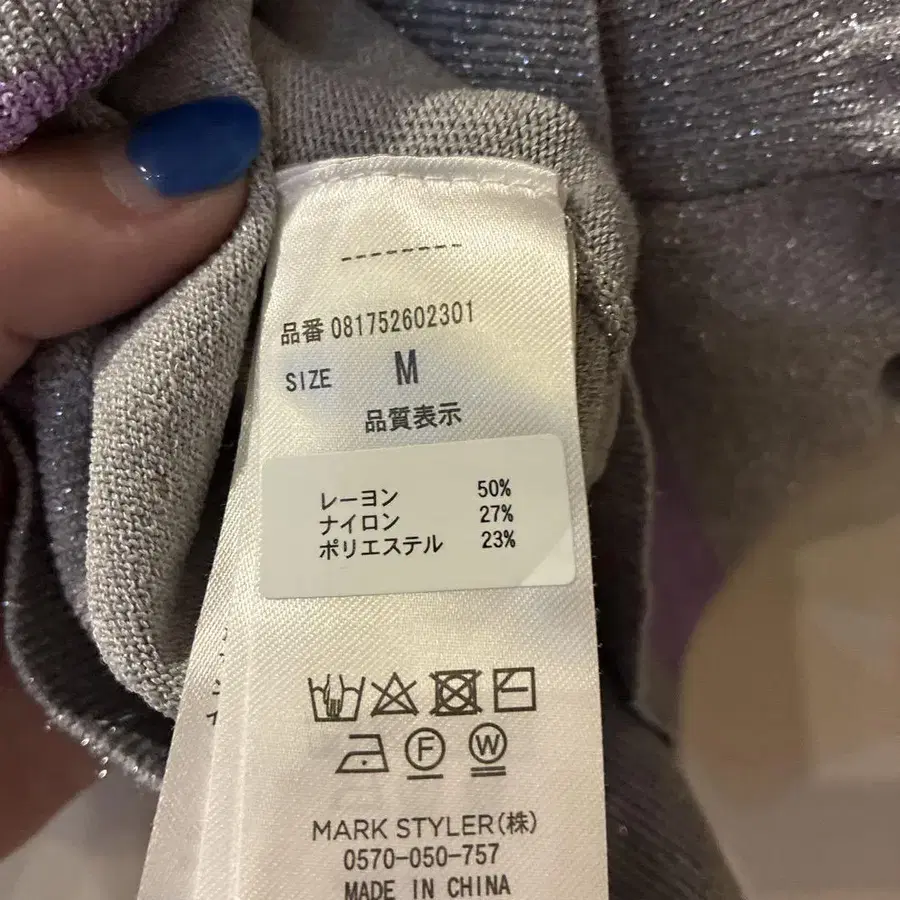 --------
品番 081752602301
SIZE M
品質表示
レーヨン 50%
ナイロン 27%
ポリエステル 23%
F W
MARK STYLER(株)
0570-050-757
MADE IN CHINA